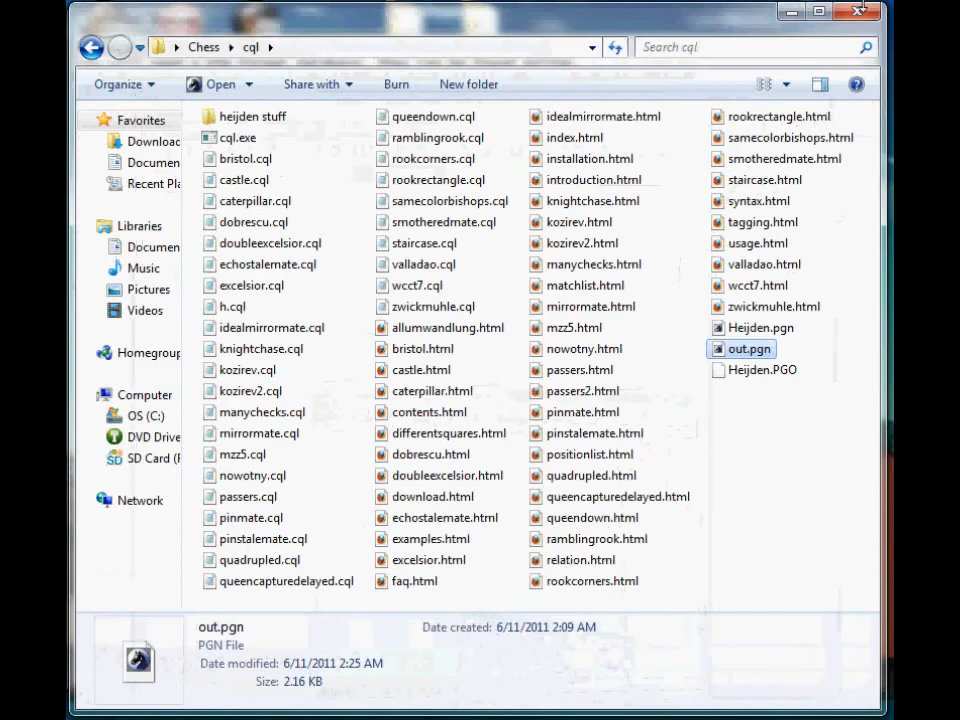 Chess cql
Search cql
Organize Open Share with Burn New folder
Favorites
Downloac
Documen
Recent Pla
Libraries
Documen
Music
Pictures
Videos
Homegroup
Computer
OS (C:)
DVD Drive
SD Card (F
Network
heijden stuff
cql.exe
bristol.cql
castle.cql
caterpillar.cql
dobrescu.cql
doubleexcelsior.cql
echostalemate.cql
excelsior.cql
h.cql
idealmirrormate.cql
knightchase.cql
kozirev.cql
kozirev2.cql
manychecks.cql
mirrormate.cql
mzz5.cql
nowotny.cql
passers.cql
pinmate.cql
pinstalemate.cql
quadrupled.cql
queencapturedelayed.cql
queendown.cql
ramblingrook.cql
rookcorners.cql
rookrectangle.cql
samecolorbishops.cql
smotheredmate.cql
staircase.cql
valladao.cql
wcct7.cql
zwickmuhle.cql
allumwandlung.html
bristol.html
castle.html
caterpillar.html
contents.html
differentsquares.html
dobrescu.html
doubleexcelsior.html
download.html
echostalemate.html
examples.html
excelsior.html
faq.html
idealmirrormate.html
index.html
installation.html
introduction.html
knightchase.html
kozirev.html
kozirev2.html
manychecks.html
matchlist.html
mirrormate.html
mzz5.html
nowotny.html
passers.html
passers2.html
pinmate.html
pinstalemate.html
positionlist.html
quadrupled.html
queencapturedelayed.html
queendown.html
ramblingrook.html
relation.html
rookcorners.html
rookrectangle.html
samecolorbishops.html
smotheredmate.html
staircase.html
syntax.html
tagging.html
usage.html
valladao.html
wcct7.html
zwickmuhle.html
Heijden.pgn
out.pgn
Heijden.PGO
out.pgn
PGN File
Date modified: 6/11/2011 2:25 AM
Size: 2.16 KB
Date created: 6/11/2011 2:09 AM